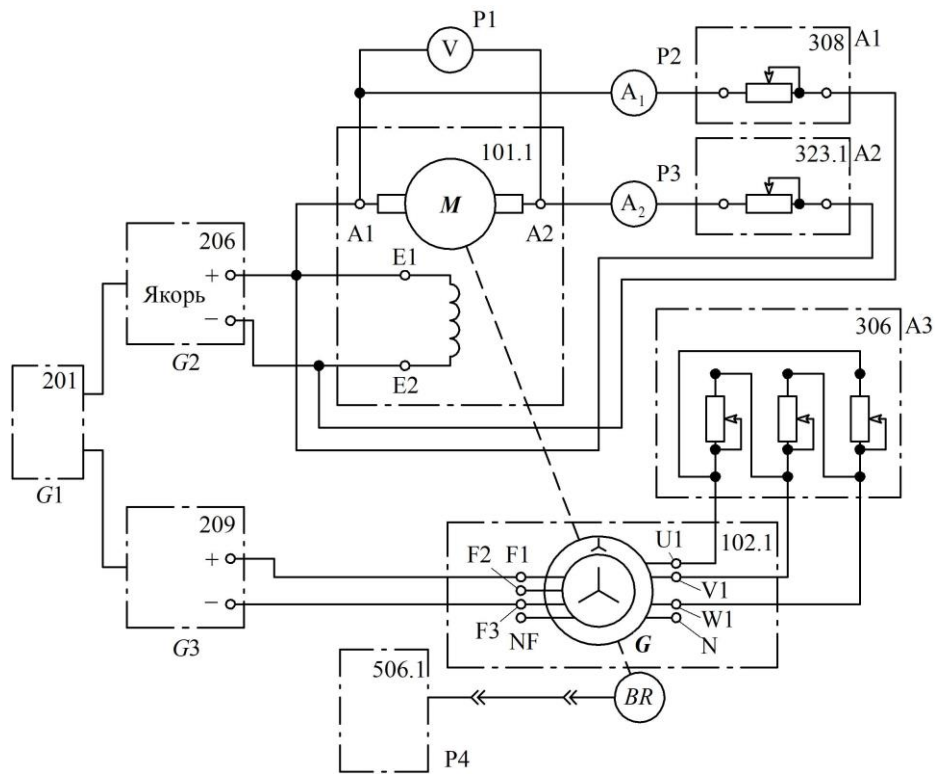 P1
V
P2
308
A1
A₁
101.1
P3
323.1
A2
M
A₂
A1
A2
206
E1
+
Якорь
−
306
A3
G2
E2
201
G1
209
102.1
+
F2
F1
U1
V1
−
F3
W1
NF
N
G3
G
506.1
BR
P4